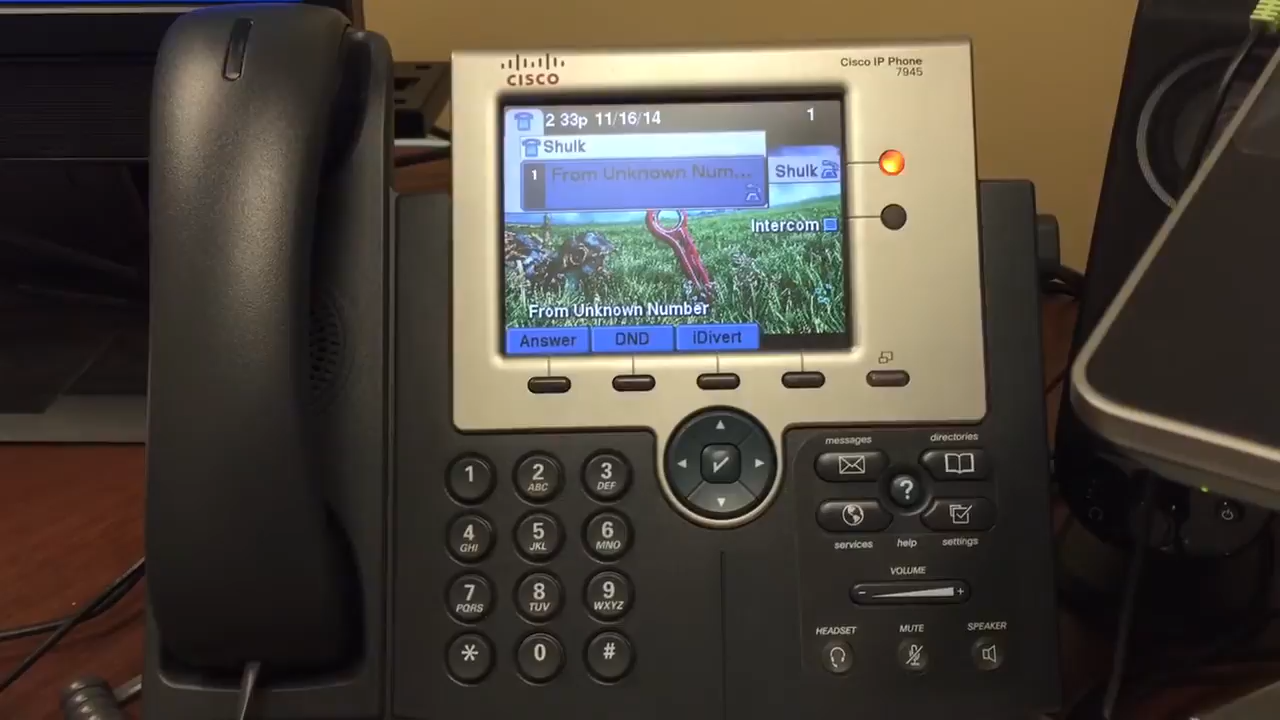 CISCO
Cisco IP Phone
7945
2 33p 11/16/14
1
Shulk
1 From Unknown Num...
Shulk
Intercom
From Unknown Number
Answer DND iDivert
messages directories
?
services help settings
1 2 3
ABC DEF
4 5 6
GHI JKL MNO
7 8 9
PQRS TUV WXYZ
* 0 #
VOLUME
- +
HEADSET MUTE SPEAKER